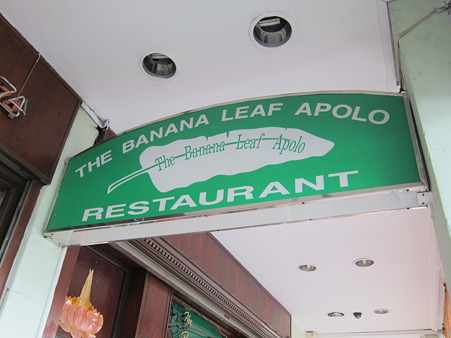 THE BANANA LEAF APOLO
The Banana Leaf Apolo
RESTAURANT